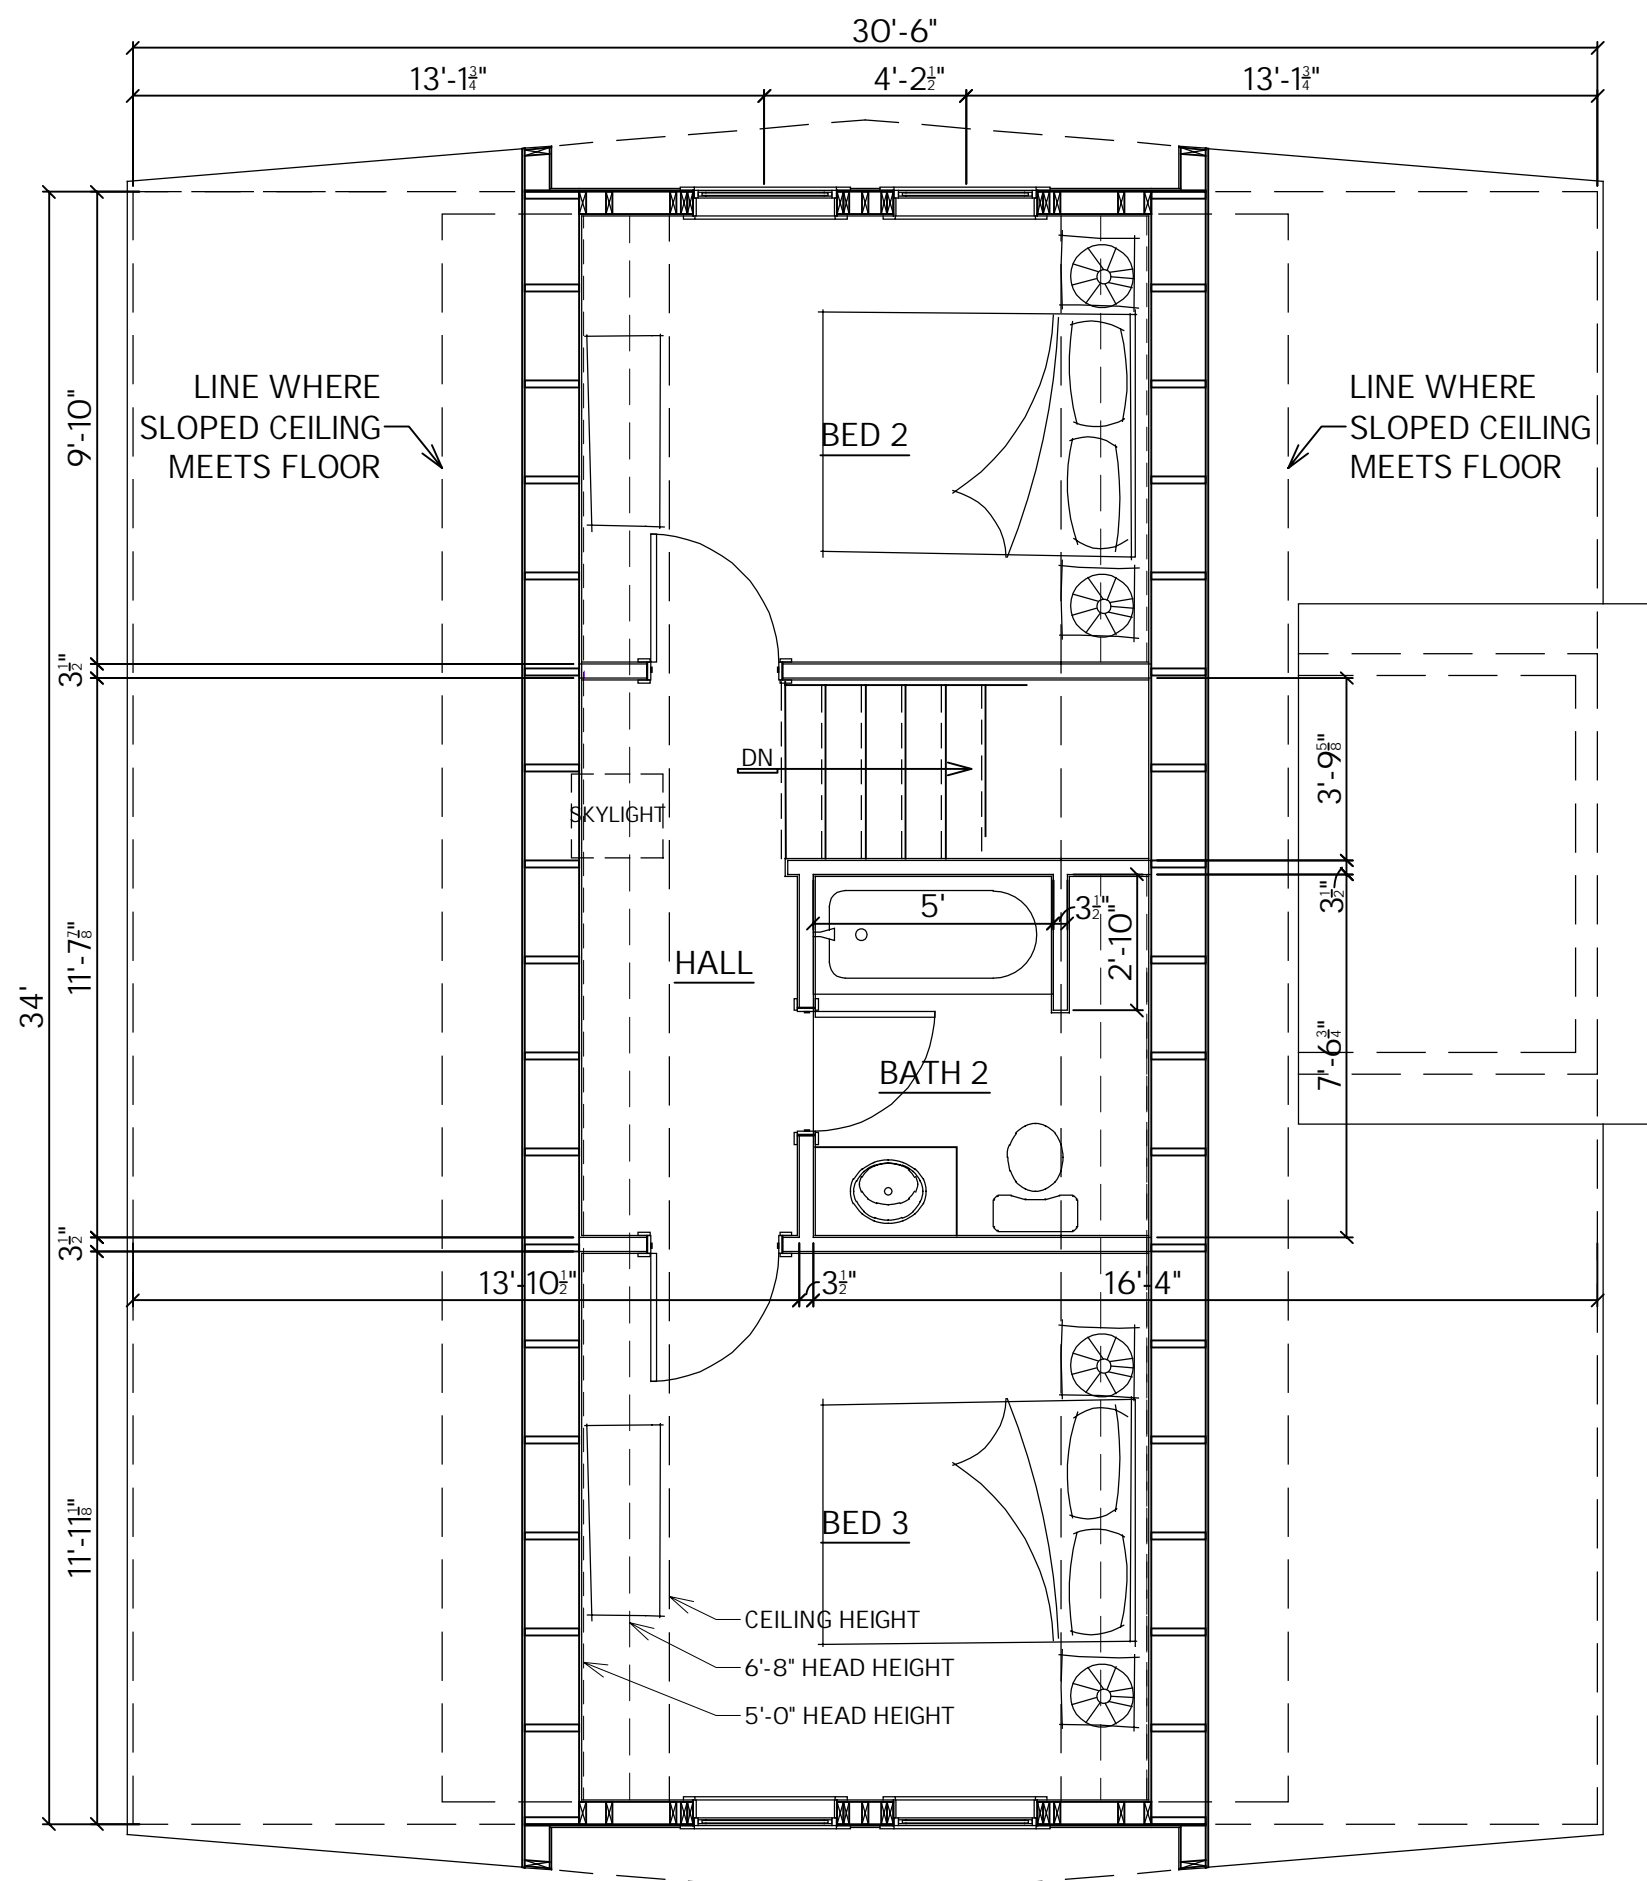 30'-6"
13'-1¾"
4'-2½"
13'-1¾"
LINE WHERE
SLOPED CEILING
MEETS FLOOR
LINE WHERE
SLOPED CEILING
MEETS FLOOR
9'-10"
BED 2
3½"
DN
3'-9⅝"
SKYLIGHT
3½"
5'
3½"
2'-10"
11'-7⅞"
HALL
34'
7'-6¾"
BATH 2
3½"
13'-10½"
3½"
16'-4"
11'-11⅛"
BED 3
CEILING HEIGHT
6'-8" HEAD HEIGHT
5'-0" HEAD HEIGHT